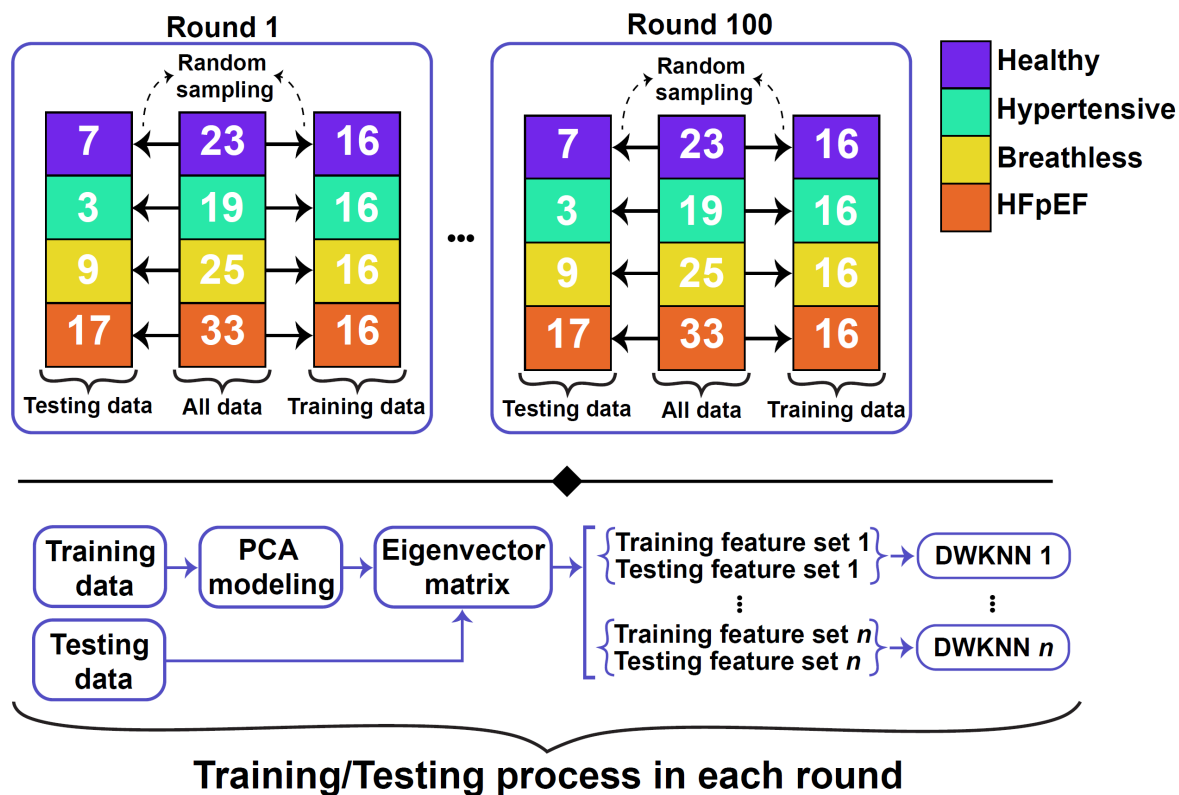 Round 1
Random
sampling
7 23 16
3 19 16
9 25 16
17 33 16
Testing data All data Training data
...
Round 100
Random
sampling
7 23 16
3 19 16
9 25 16
17 33 16
Testing data All data Training data
Healthy
Hypertensive
Breathless
HFpEF
Training
data
PCA
modeling
Eigenvector
matrix
Testing
data
Training feature set 1
Testing feature set 1
DWKNN 1
Training feature set n
Testing feature set n
DWKNN n
Training/Testing process in each round